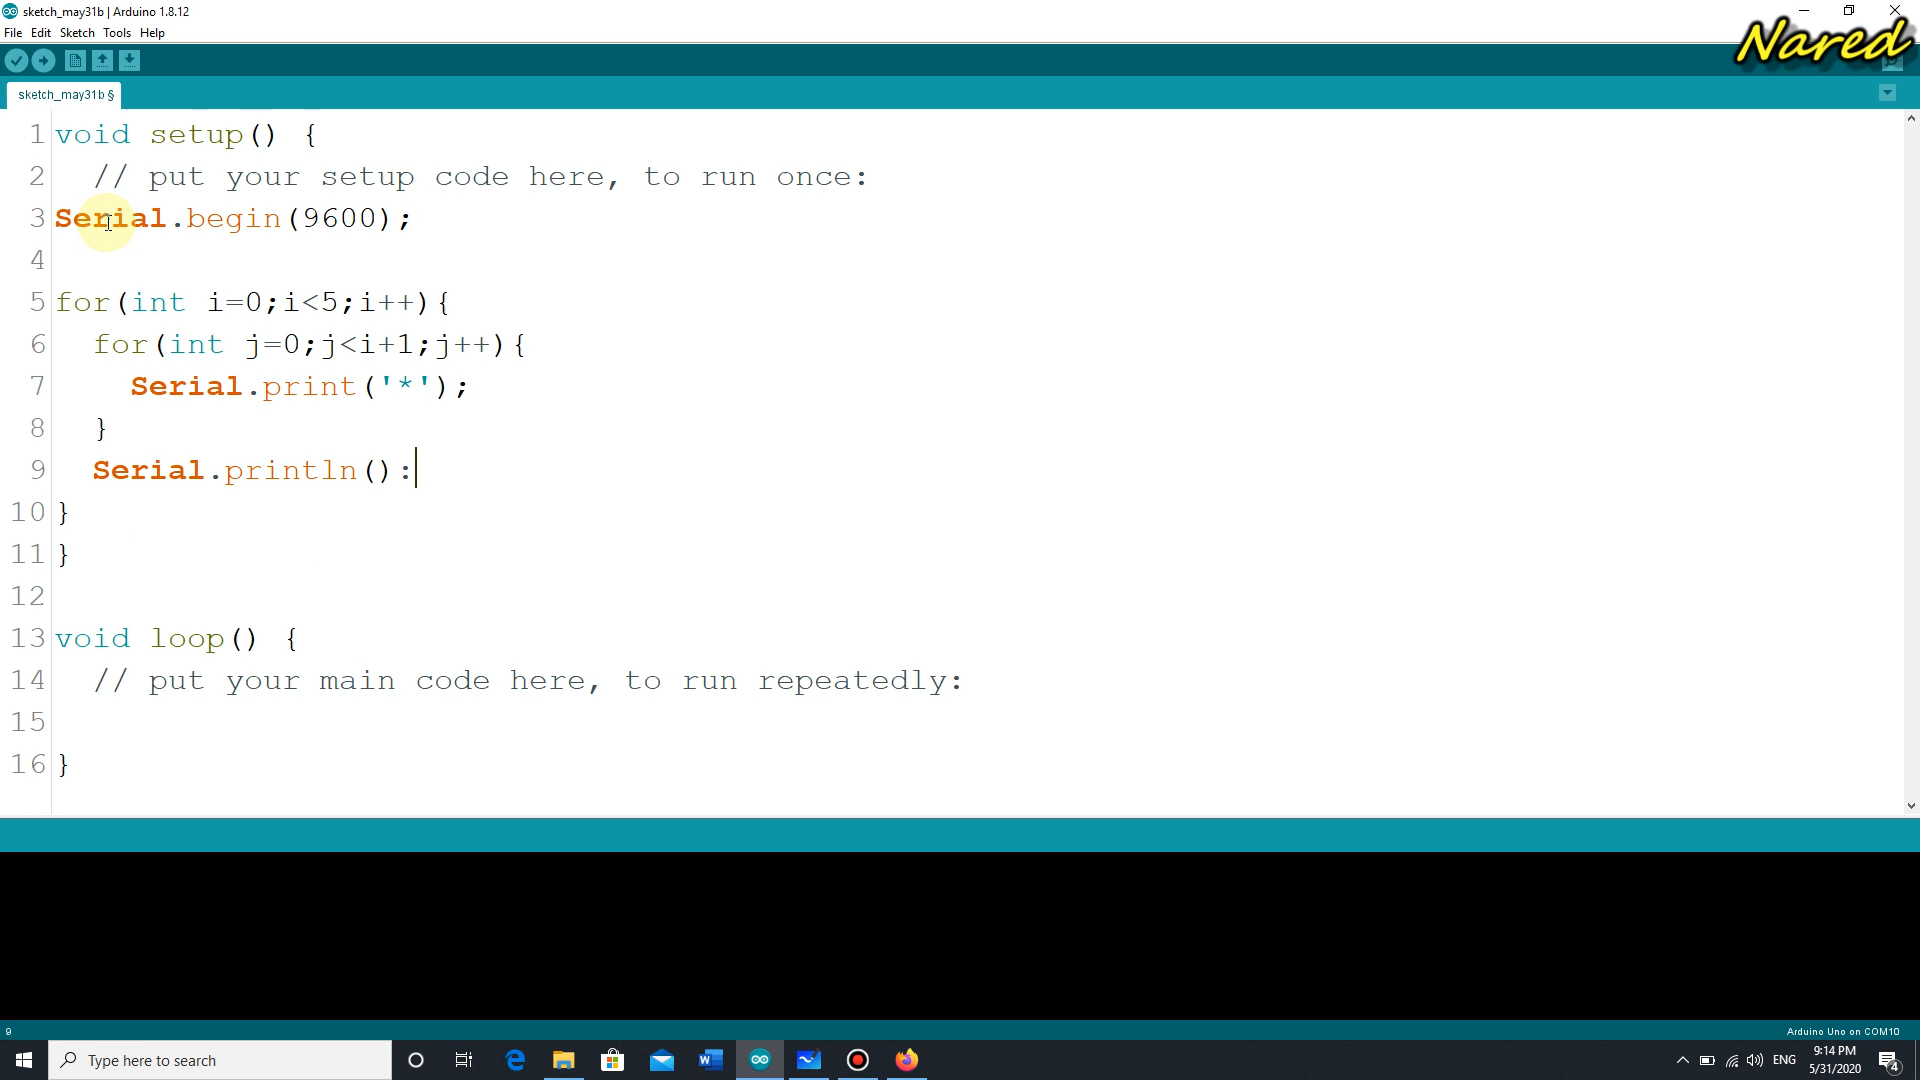 sketch_may31b | Arduino 1.8.12
File Edit Sketch Tools Help
Nared
sketch_may31b §
1 void setup() {
2   // put your setup code here, to run once:
3 Serial.begin(9600);
4
5 for(int i=0;i<5;i++){
6   for(int j=0;j<i+1;j++){
7     Serial.print('*');
8   }
9   Serial.println():
10 }
11 }
12
13 void loop() {
14   // put your main code here, to run repeatedly:
15
16 }
9
Arduino Uno on COM10
Type here to search
ENG
9:14 PM
5/31/2020
4